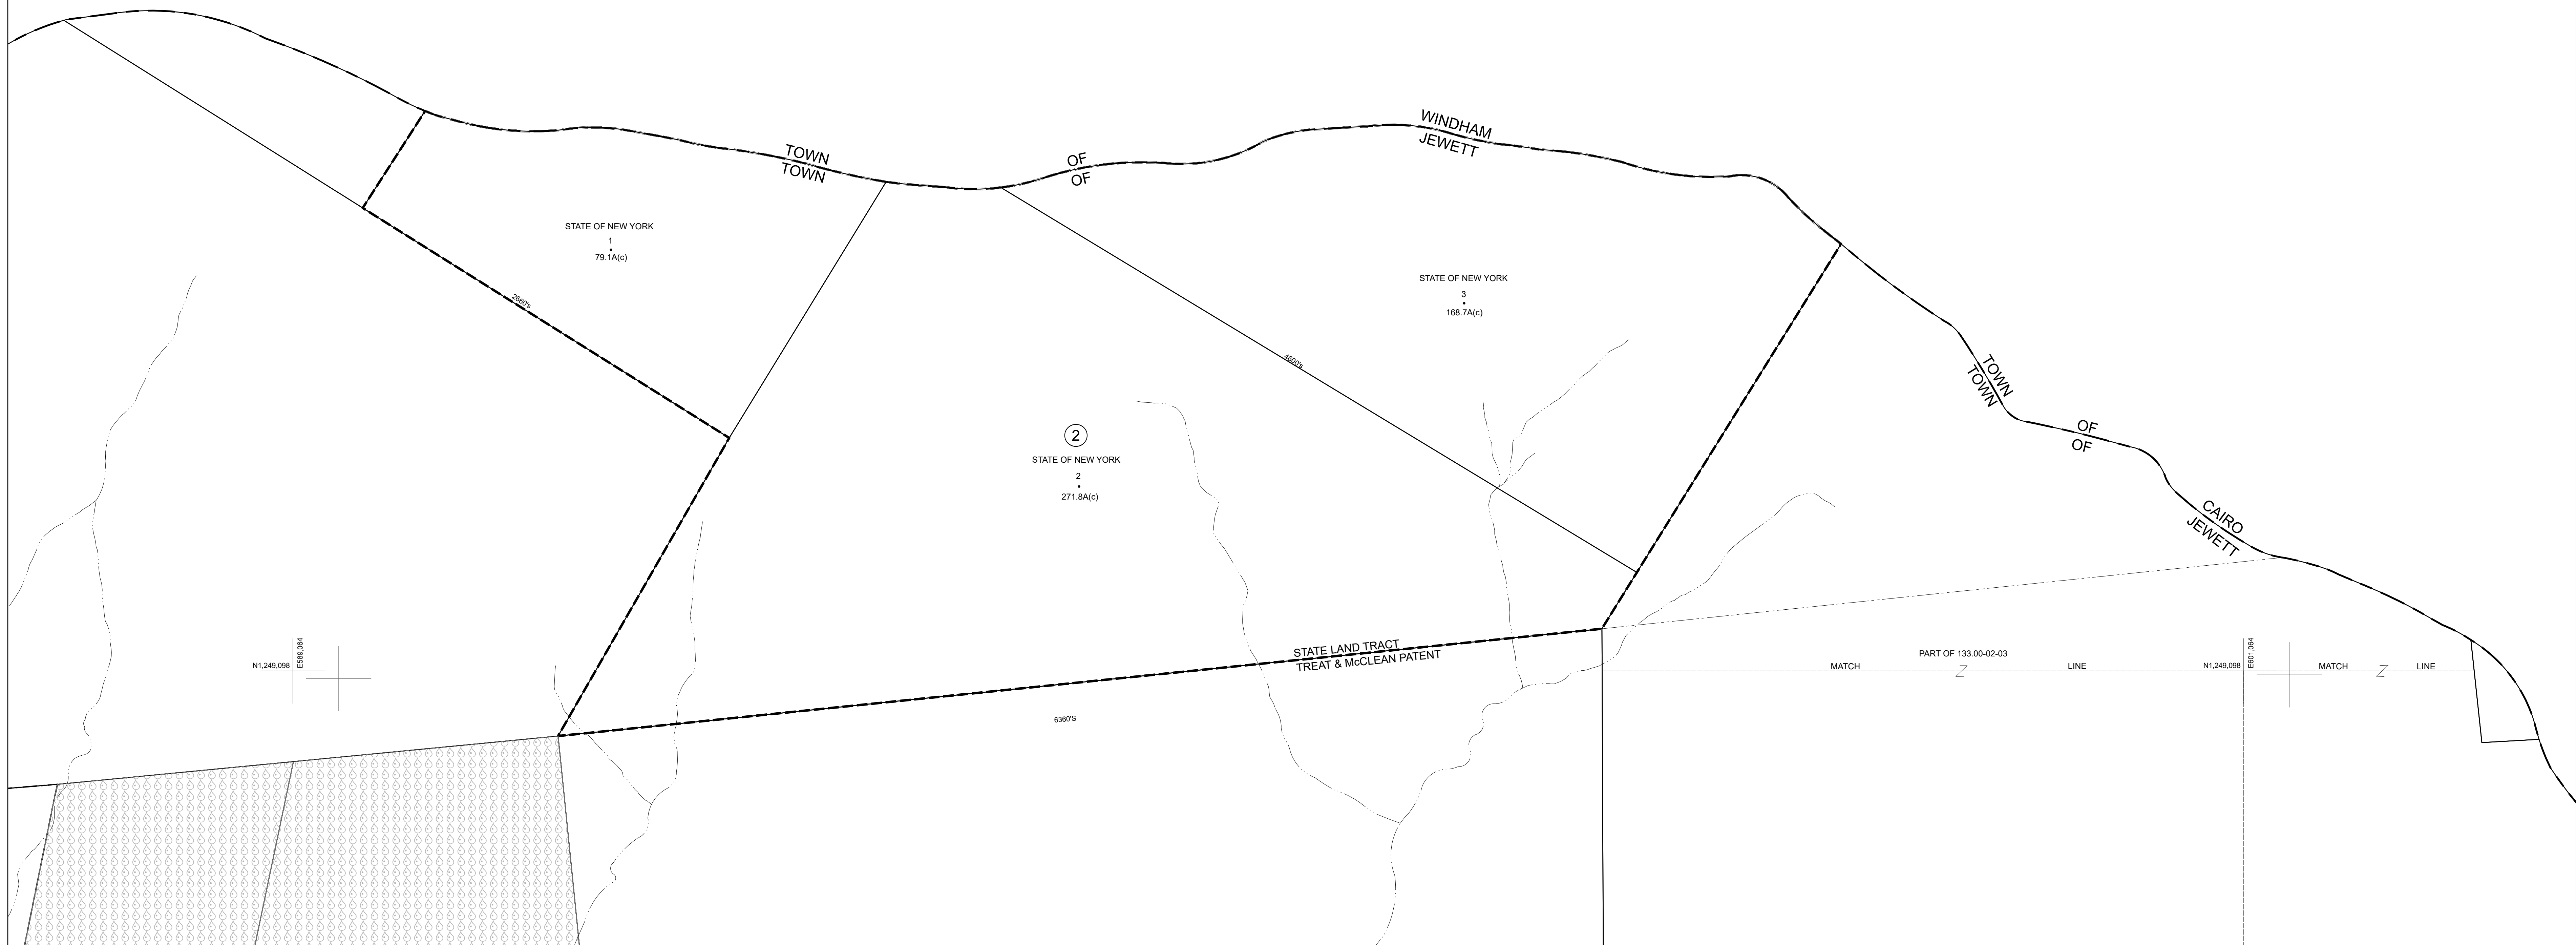 WINDHAM
JEWETT
TOWN
TOWN
OF
OF
STATE OF NEW YORK
1
79.1A(c)
2660's
STATE OF NEW YORK
3
168.7A(c)
4600's
TOWN
TOWN
OF
OF
CAIRO
JEWETT
2
STATE OF NEW YORK
2
271.8A(c)
STATE LAND TRACT
TREAT & McCLEAN PATENT
6360'S
N1,249,098
E589,064
PART OF 133.00-02-03
MATCH
Z
LINE
N1,249,098
E601,064
MATCH
Z
LINE